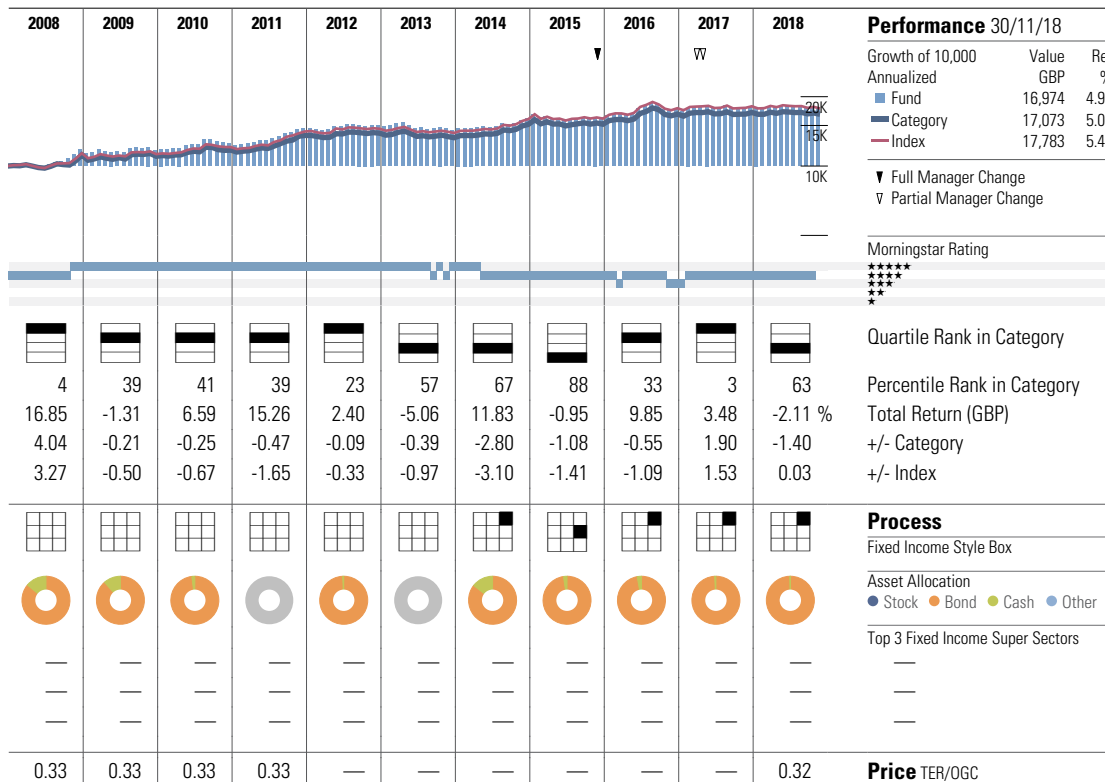 2008 2009 2010 2011 2012 2013 2014 2015 2016 2017 2018
20K
15K
10K
4 39 41 39 23 57 67 88 33 3 63
16.85 -1.31 6.59 15.26 2.40 -5.06 11.83 -0.95 9.85 3.48 -2.11 %
4.04 -0.21 -0.25 -0.47 -0.09 -0.39 -2.80 -1.08 -0.55 1.90 -1.40
3.27 -0.50 -0.67 -1.65 -0.33 -0.97 -3.10 -1.41 -1.09 1.53 0.03
— — — — — — — — — — — —
— — — — — — — — — — — —
— — — — — — — — — — — —
0.33 0.33 0.33 0.33 — — — — — — 0.32
Performance 30/11/18
Growth of 10,000 Value Re
Annualized GBP %
Fund 16,974 4.9
Category 17,073 5.0
Index 17,783 5.4
▼ Full Manager Change
▽ Partial Manager Change
Morningstar Rating
★★★★★
★★★★
★★★
★★
★
Quartile Rank in Category
Percentile Rank in Category
Total Return (GBP)
+/- Category
+/- Index
Process
Fixed Income Style Box
Asset Allocation
● Stock ● Bond ● Cash ● Other
Top 3 Fixed Income Super Sectors
Price TER/OGC